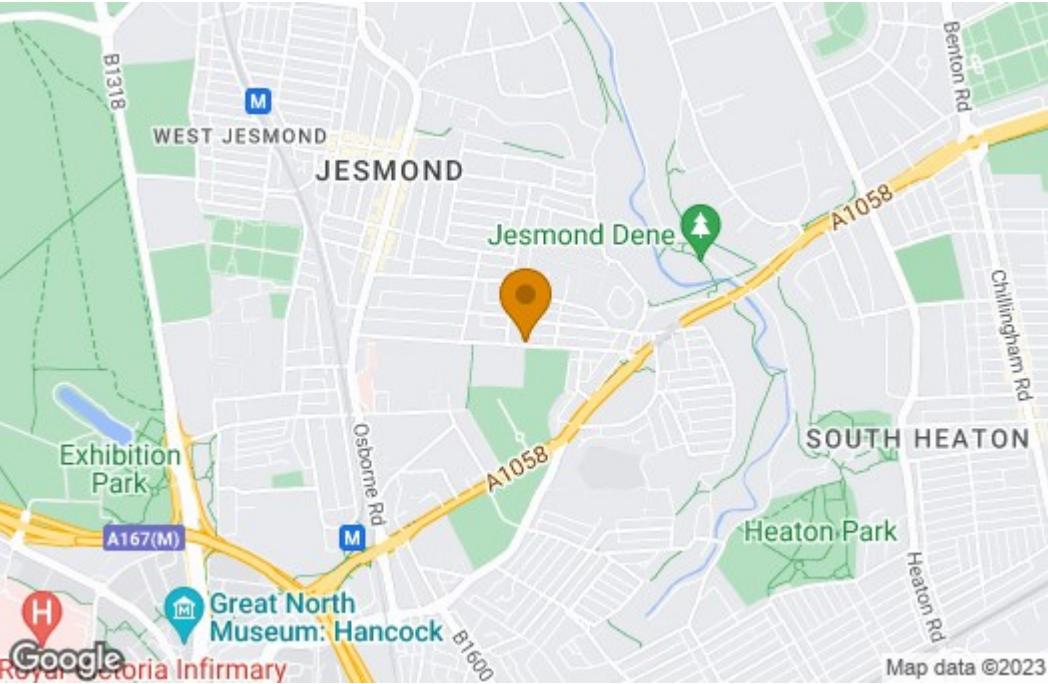 B1318
Benton Rd
M
WEST JESMOND
JESMOND
A1058
Jesmond Dene
Chillingham Rd
Exhibition
Park
Osborne Rd
A1058
SOUTH HEATON
A167(M)
M
Heaton Park
Heaton Rd
H
M
Great North
Museum: Hancock
B1600
Google
Royal Victoria Infirmary
Map data ©2023